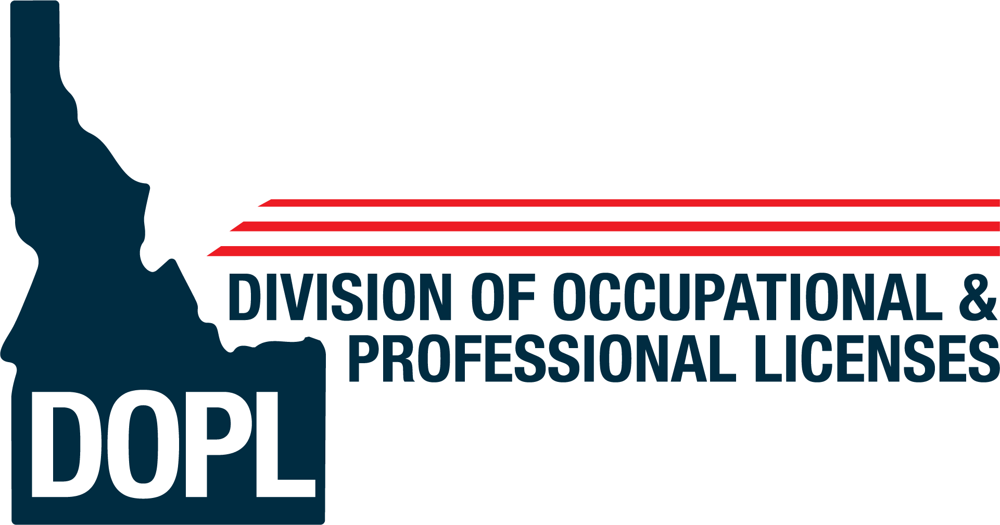 DIVISION OF OCCUPATIONAL &
PROFESSIONAL LICENSES
DOPL